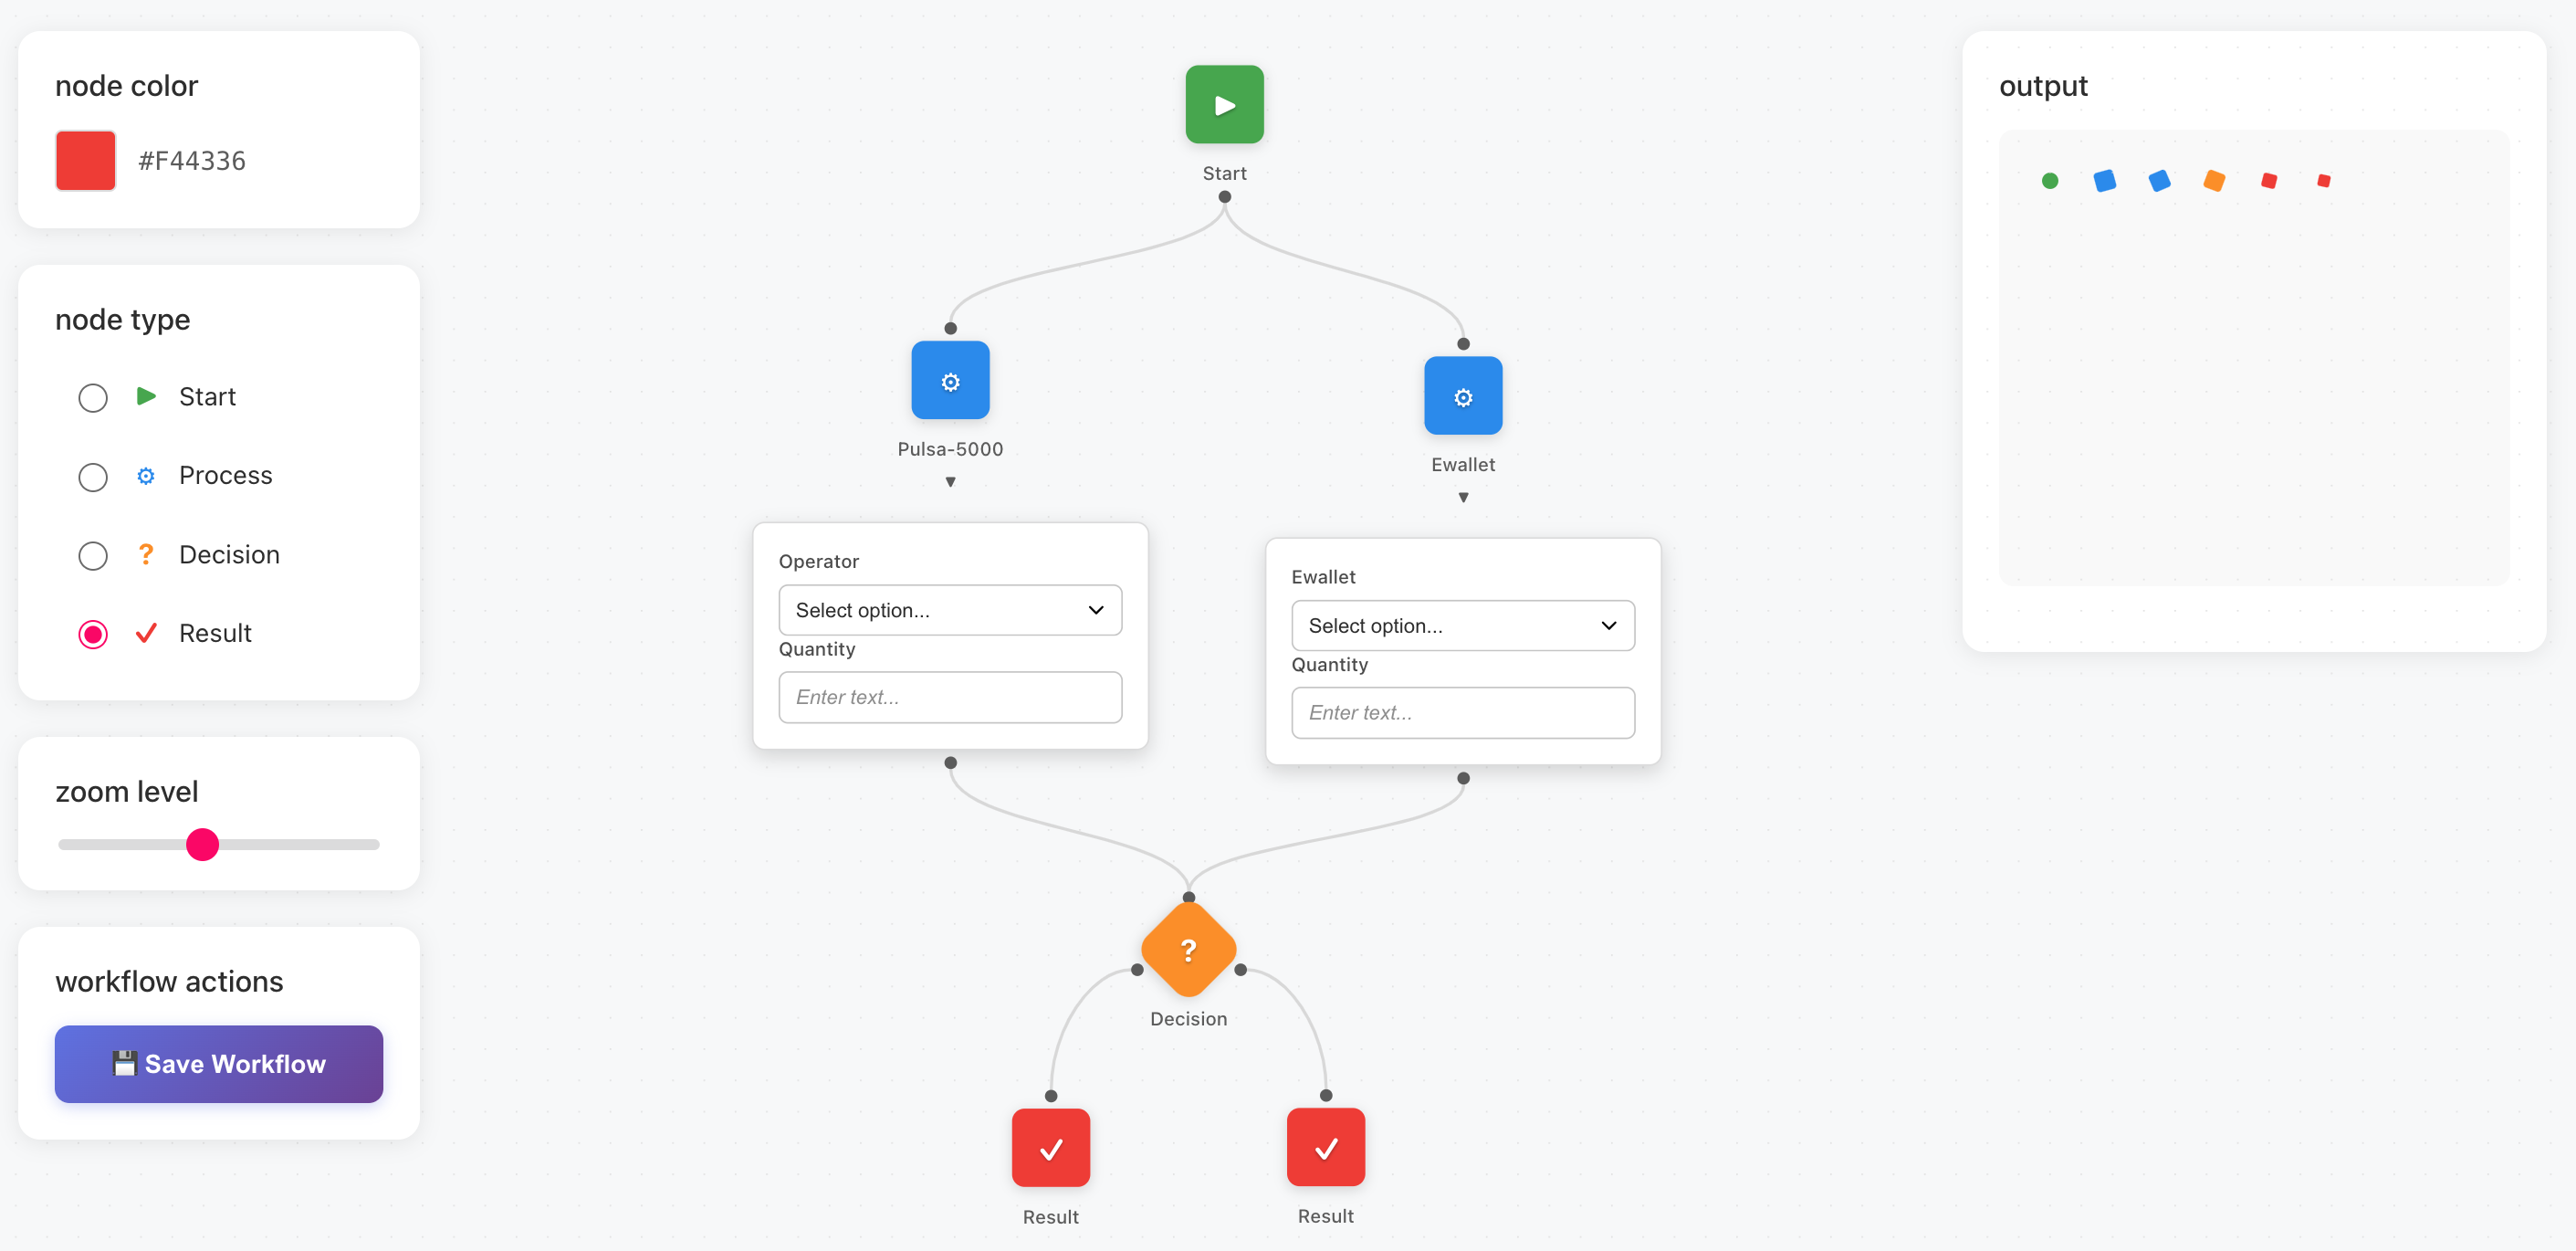 node color
#F44336
node type
Start
Process
? Decision
Result
zoom level
workflow actions
Save Workflow
Start
Pulsa-5000
Operator
Select option...
Quantity
Enter text...
Ewallet
Ewallet
Select option...
Quantity
Enter text...
?
Decision
Result
Result
output